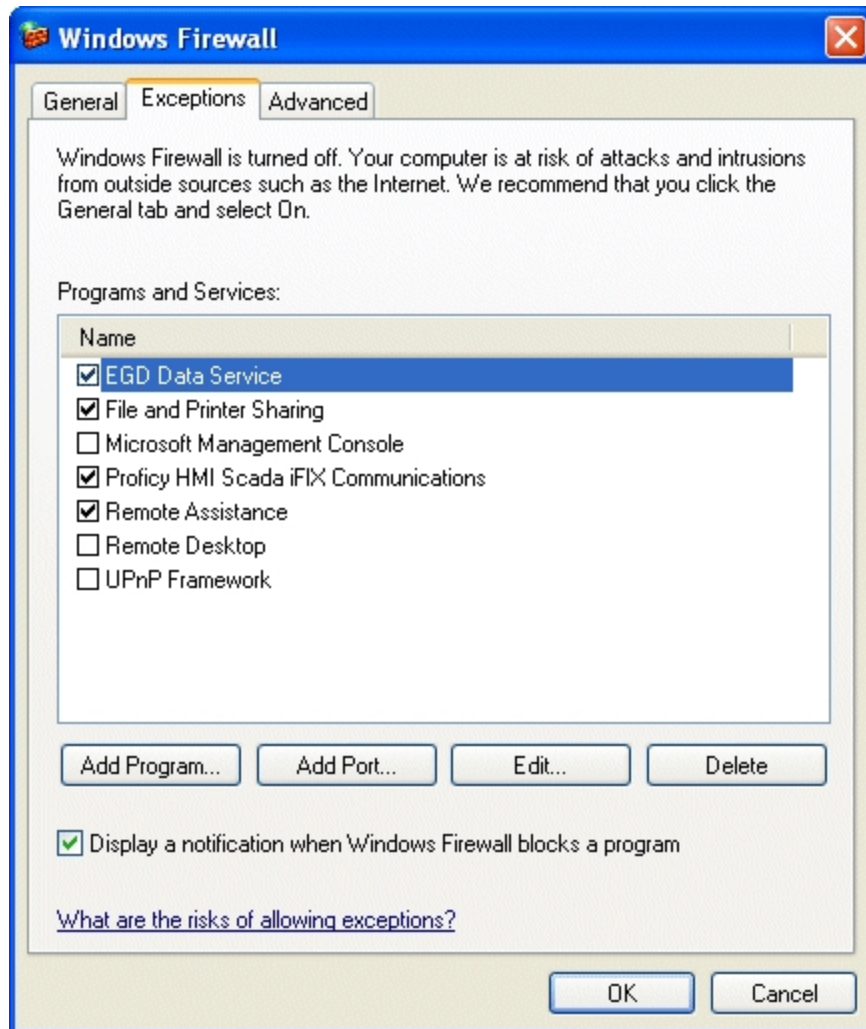 Windows Firewall
General Exceptions Advanced
Windows Firewall is turned off. Your computer is at risk of attacks and intrusions
from outside sources such as the Internet. We recommend that you click the
General tab and select On.
Programs and Services:
Name
EGD Data Service
File and Printer Sharing
Microsoft Management Console
Proficy HMI Scada iFIX Communications
Remote Assistance
Remote Desktop
UPnP Framework
Add Program... Add Port... Edit... Delete
Display a notification when Windows Firewall blocks a program
What are the risks of allowing exceptions?
OK Cancel